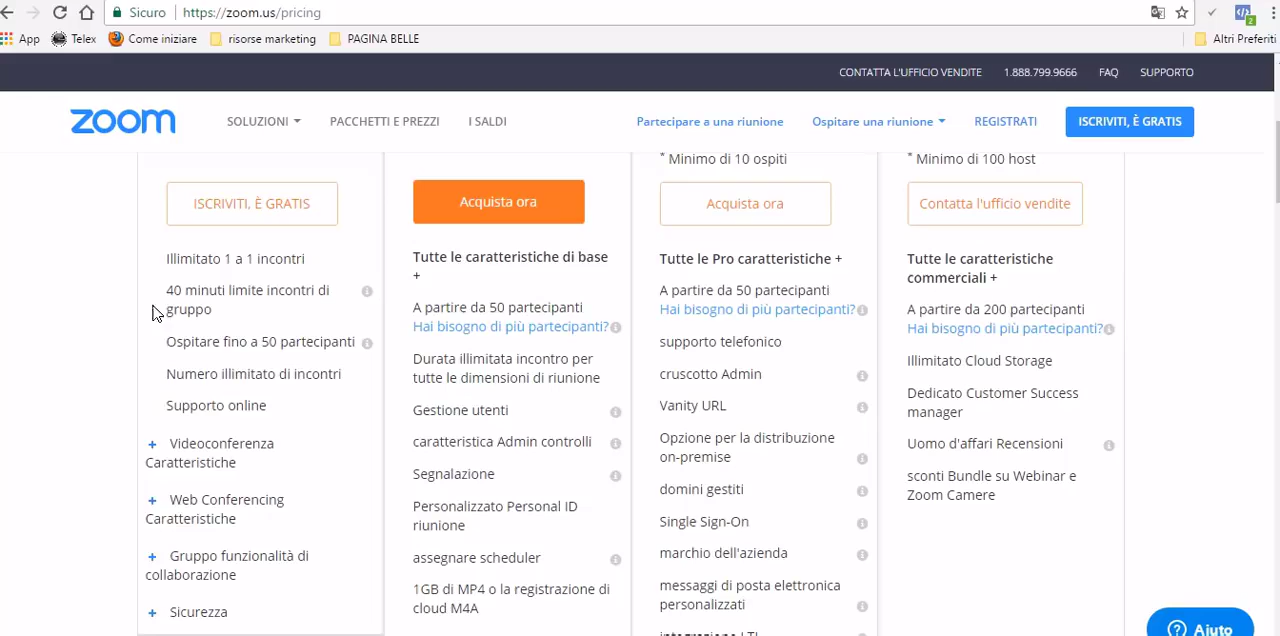 Sicuro
https://zoom.us/pricing
2
App
Telex
Come iniziare
risorse marketing
PAGINA BELLE
Altri Preferiti
CONTATTA L'UFFICIO VENDITE
1.888.799.9666
FAQ
SUPPORTO
zoom
SOLUZIONI
PACCHETTI E PREZZI
I SALDI
Partecipare a una riunione
Ospitare una riunione
REGISTRATI
ISCRIVITI, È GRATIS
ISCRIVITI, È GRATIS
Illimitato 1 a 1 incontri
40 minuti limite incontri di
gruppo
Ospitare fino a 50 partecipanti
Numero illimitato di incontri
Supporto online
+ Videoconferenza
Caratteristiche
+ Web Conferencing
Caratteristiche
+ Gruppo funzionalità di
collaborazione
+ Sicurezza
Acquista ora
Tutte le caratteristiche di base
+
A partire da 50 partecipanti
Hai bisogno di più partecipanti?
Durata illimitata incontro per
tutte le dimensioni di riunione
Gestione utenti
caratteristica Admin controlli
Segnalazione
Personalizzato Personal ID
riunione
assegnare scheduler
1GB di MP4 o la registrazione di
cloud M4A
* Minimo di 10 ospiti
Acquista ora
Tutte le Pro caratteristiche +
A partire da 50 partecipanti
Hai bisogno di più partecipanti?
supporto telefonico
cruscotto Admin
Vanity URL
Opzione per la distribuzione
on-premise
domini gestiti
Single Sign-On
marchio dell'azienda
messaggi di posta elettronica
personalizzati
integrazione LTI
* Minimo di 100 host
Contatta l'ufficio vendite
Tutte le caratteristiche
commerciali +
A partire da 200 partecipanti
Hai bisogno di più partecipanti?
Illimitato Cloud Storage
Dedicato Customer Success
manager
Uomo d'affari Recensioni
sconti Bundle su Webinar e
Zoom Camere
Aiuto